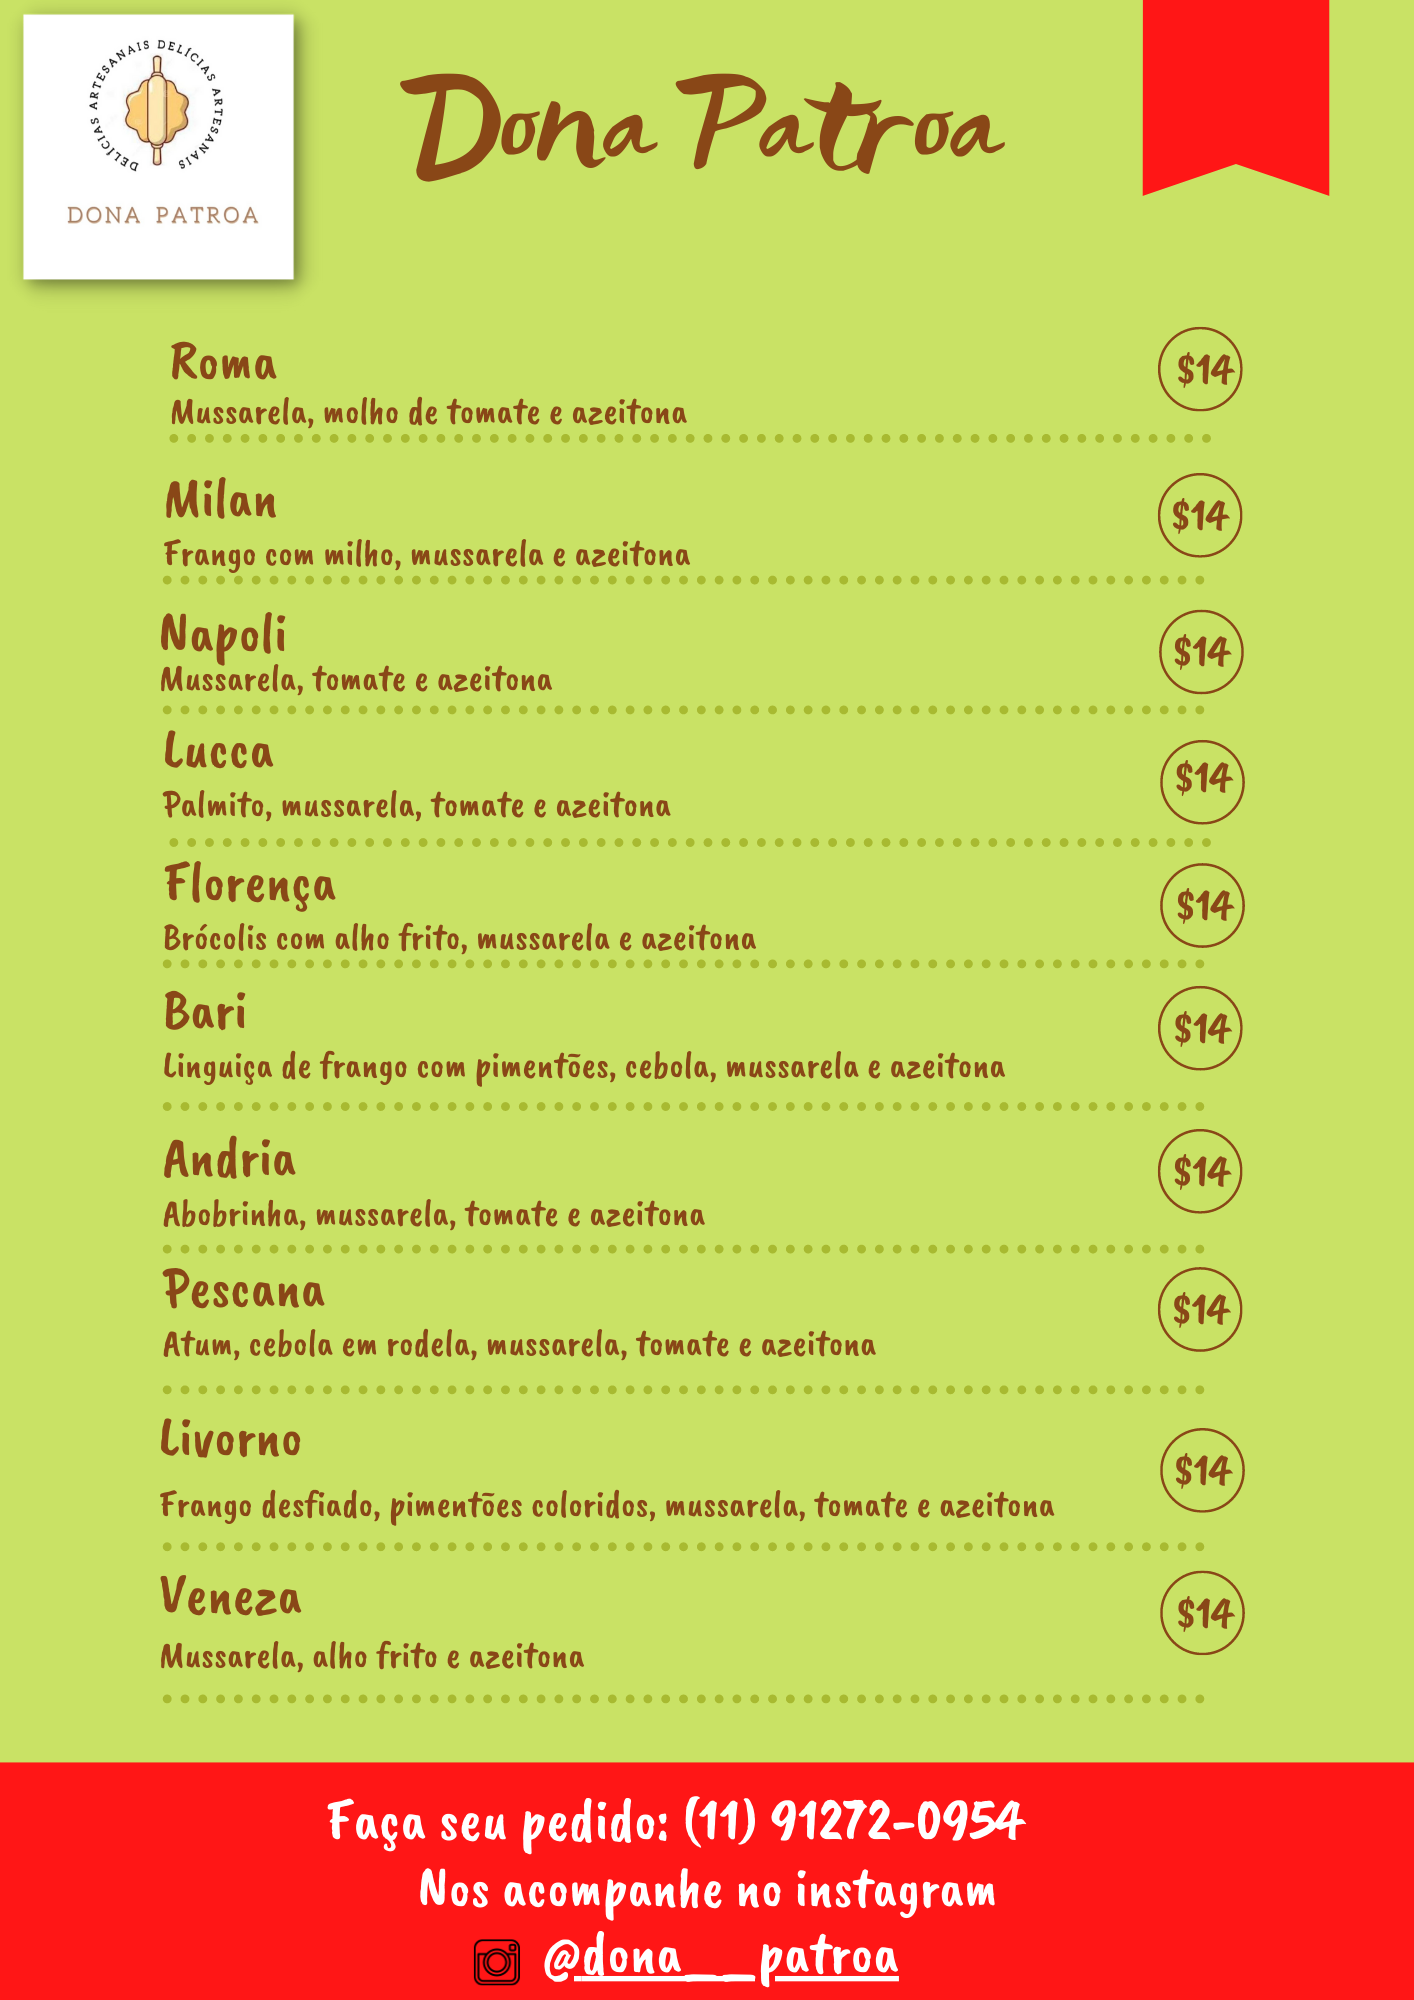 DELÍCIAS ARTESANAIS DELÍCIAS ARTESANAIS
DONA PATROA
Dona Patroa
Roma
$14
Mussarela, molho de tomate e azeitona
Milan
$14
Frango com milho, mussarela e azeitona
Napoli
$14
Mussarela, tomate e azeitona
Lucca
$14
Palmito, mussarela, tomate e azeitona
Florença
$14
Brócolis com alho frito, mussarela e azeitona
Bari
$14
Linguiça de frango com pimentões, cebola, mussarela e azeitona
Andria
$14
Abobrinha, mussarela, tomate e azeitona
Pescana
$14
Atum, cebola em rodela, mussarela, tomate e azeitona
Livorno
$14
Frango desfiado, pimentões coloridos, mussarela, tomate e azeitona
Veneza
$14
Mussarela, alho frito e azeitona
Faça seu pedido: (11) 91272-0954
Nos acompanhe no instagram
@dona__patroa